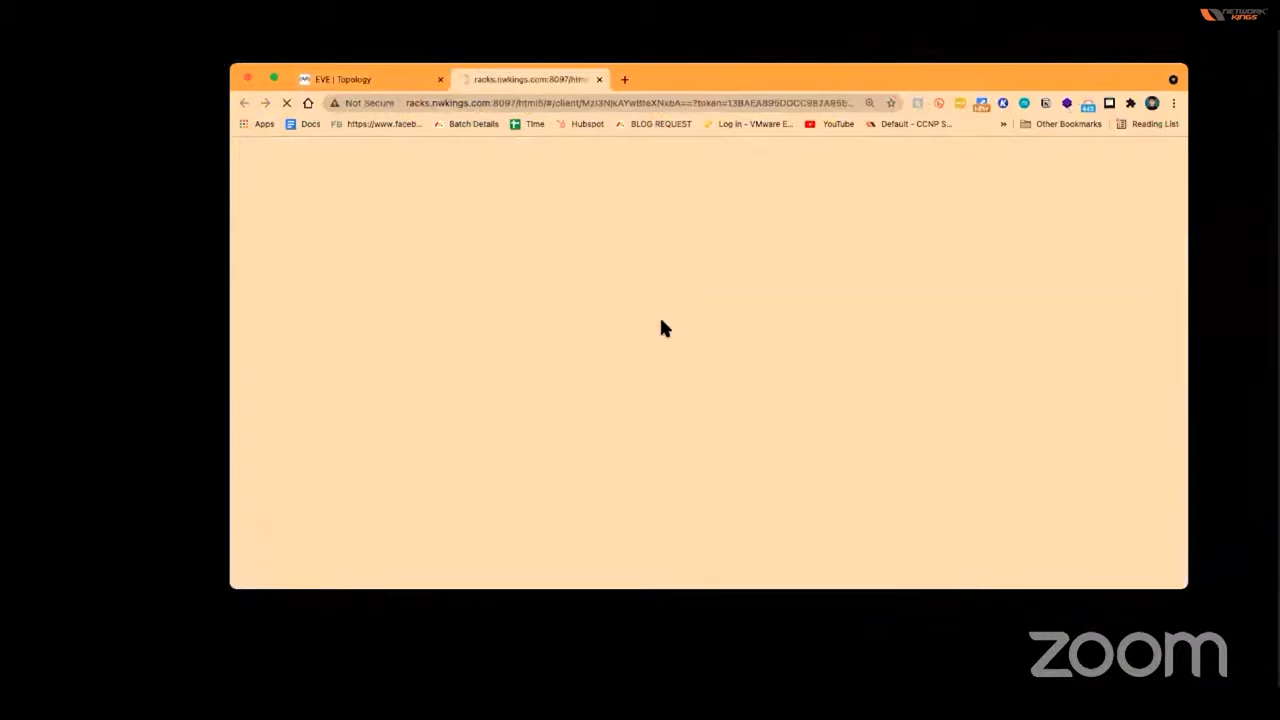 NETWORK
KINGS
EVE | Topology
racks.nwkings.com:8097/html
Not Secure
racks.nwkings.com:8097/html5/#/client/
NEW
Apps
Docs
FB https://www.faceb...
Batch Details
Time
Hubspot
BLOG REQUEST
Log in - VMware E...
YouTube
Default - CCNP S...
»
Other Bookmarks
Reading List
zoom